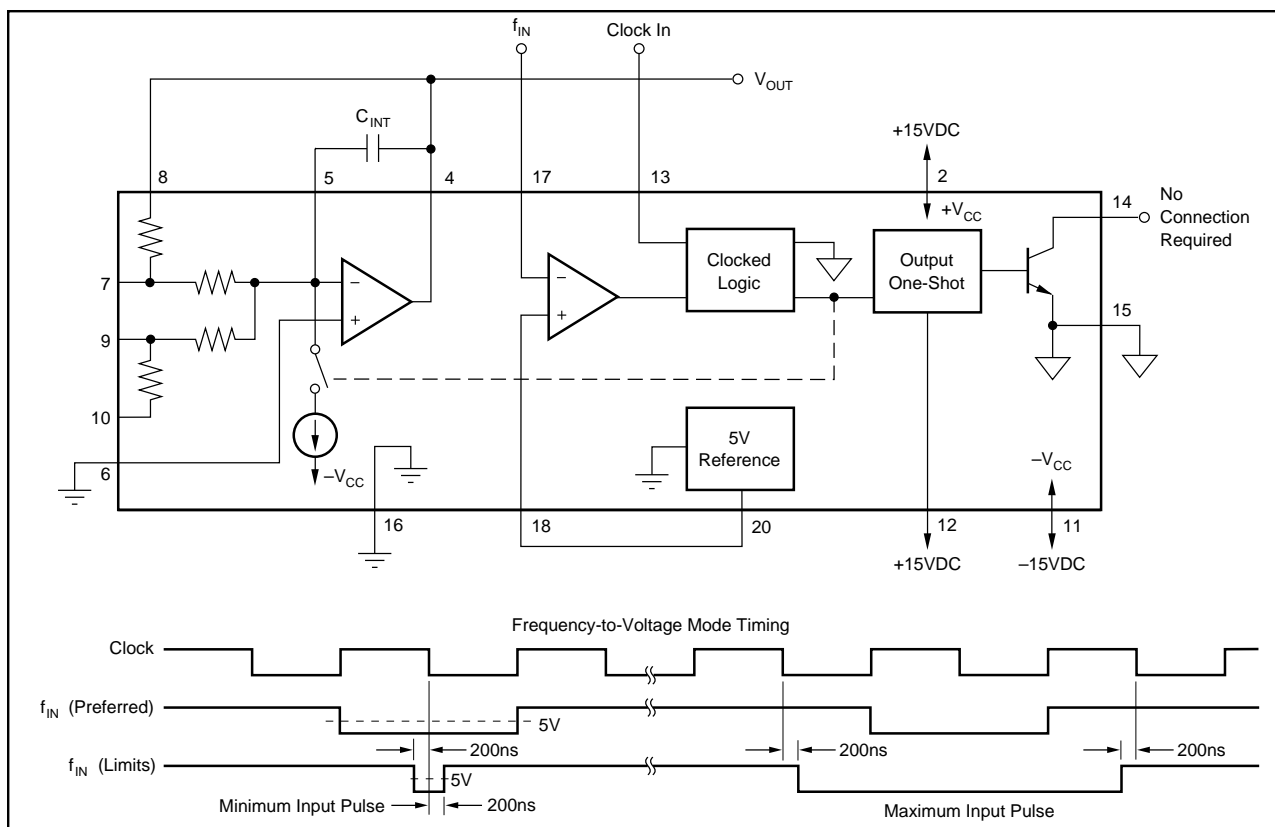 f_IN
Clock In
V_OUT
C_INT
+15VDC
8
5
4
17
13
2
14
No
Connection
Required
+V_CC
7
–
+
–
+
Clocked
Logic
Output
One-Shot
9
15
10
6
–V_CC
5V
Reference
–V_CC
16
18
20
12
11
+15VDC
–15VDC
Frequency-to-Voltage Mode Timing
Clock
f_IN (Preferred)
5V
200ns
200ns
200ns
f_IN (Limits)
5V
Minimum Input Pulse
200ns
Maximum Input Pulse